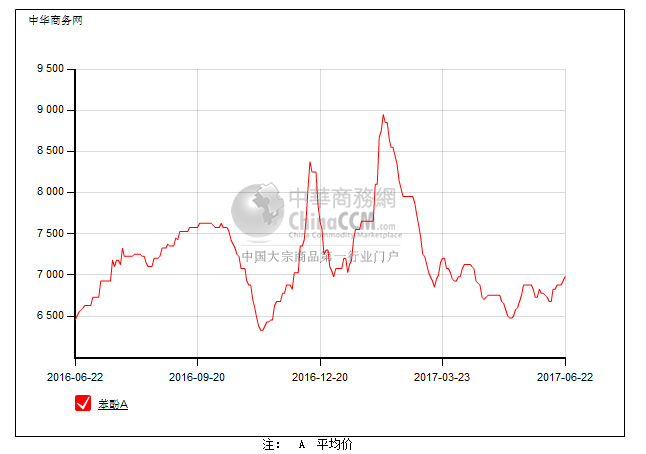 中华商务网
9 500
9 000
8 500
8 000
7 500
7 000
6 500
中華商務網
ChinaCCM.com
China Commodity Marketplace
中国大宗商品第一行业门户
2016-06-22 2016-09-20 2016-12-20 2017-03-23 2017-06-22
苯酚A
注： A 平均价